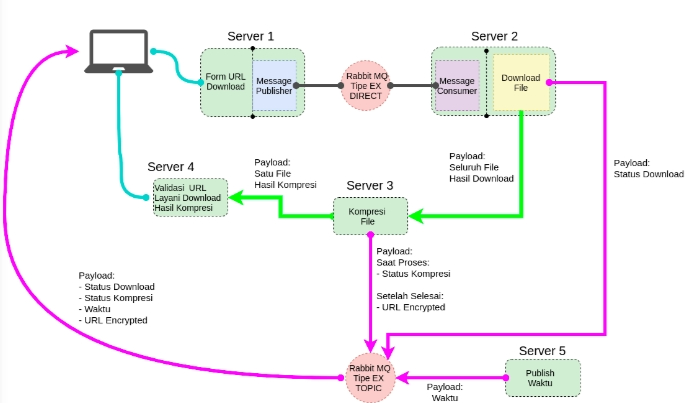 Server 1
Server 2
Form URL
Download
Message
Publisher
Rabbit MQ
Tipe EX
DIRECT
Message
Consumer
Download
File
Server 4
Payload:
Satu File
Hasil Kompresi
Payload:
Seluruh File
Hasil Download
Payload:
Status Download
Validasi URL
Layani Download
Hasil Kompresi
Server 3
Kompresi
File
Payload:
Saat Proses:
- Status Kompresi
Setelah Selesai:
- URL Encrypted
Payload:
- Status Download
- Status Kompresi
- Waktu
- URL Encrypted
Rabbit MQ
Tipe EX
TOPIC
Server 5
Publish
Waktu
Payload:
Waktu